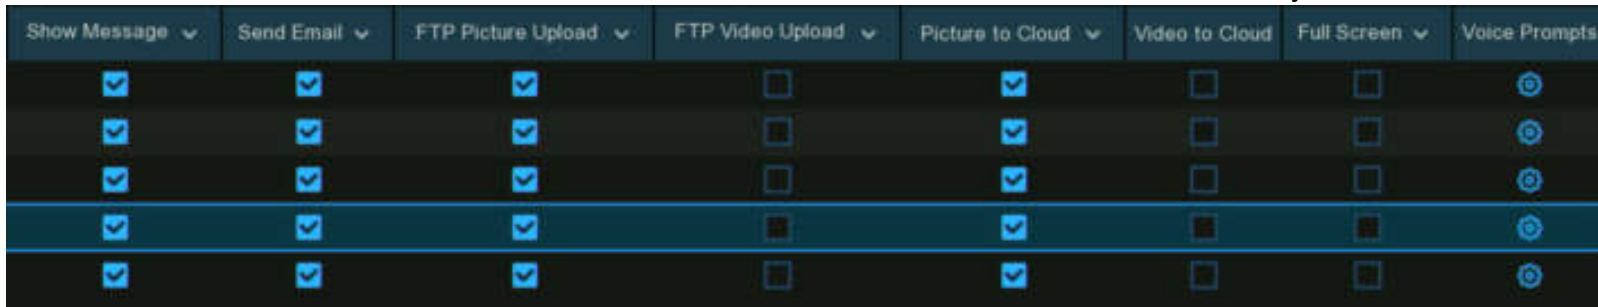 Show Message Send Email FTP Picture Upload FTP Video Upload Picture to Cloud Video to Cloud Full Screen Voice Prompts